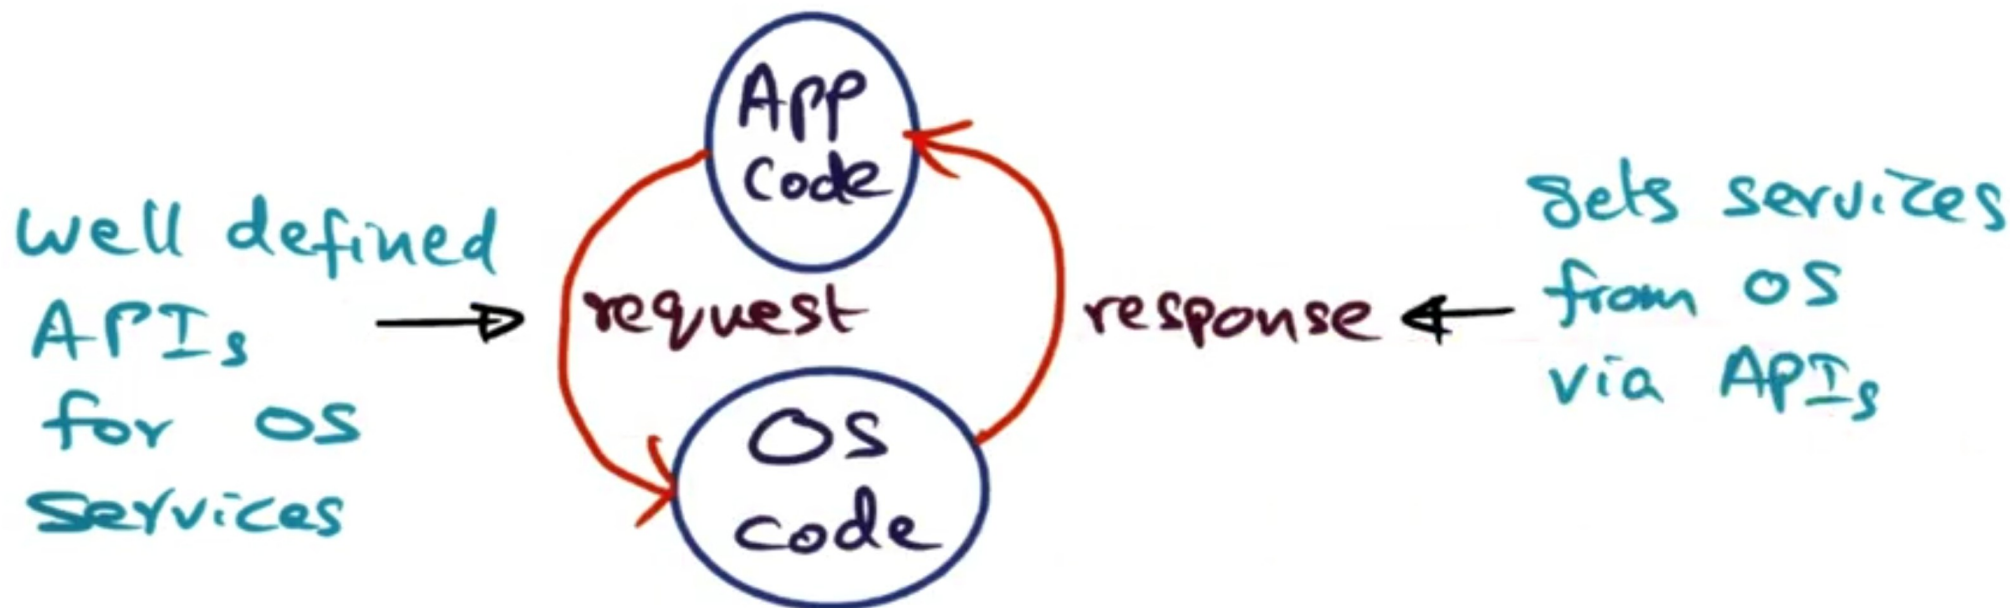 App
Code
well defined
APIs
for OS
Services
request
response
gets services
from OS
via APIs
OS
code